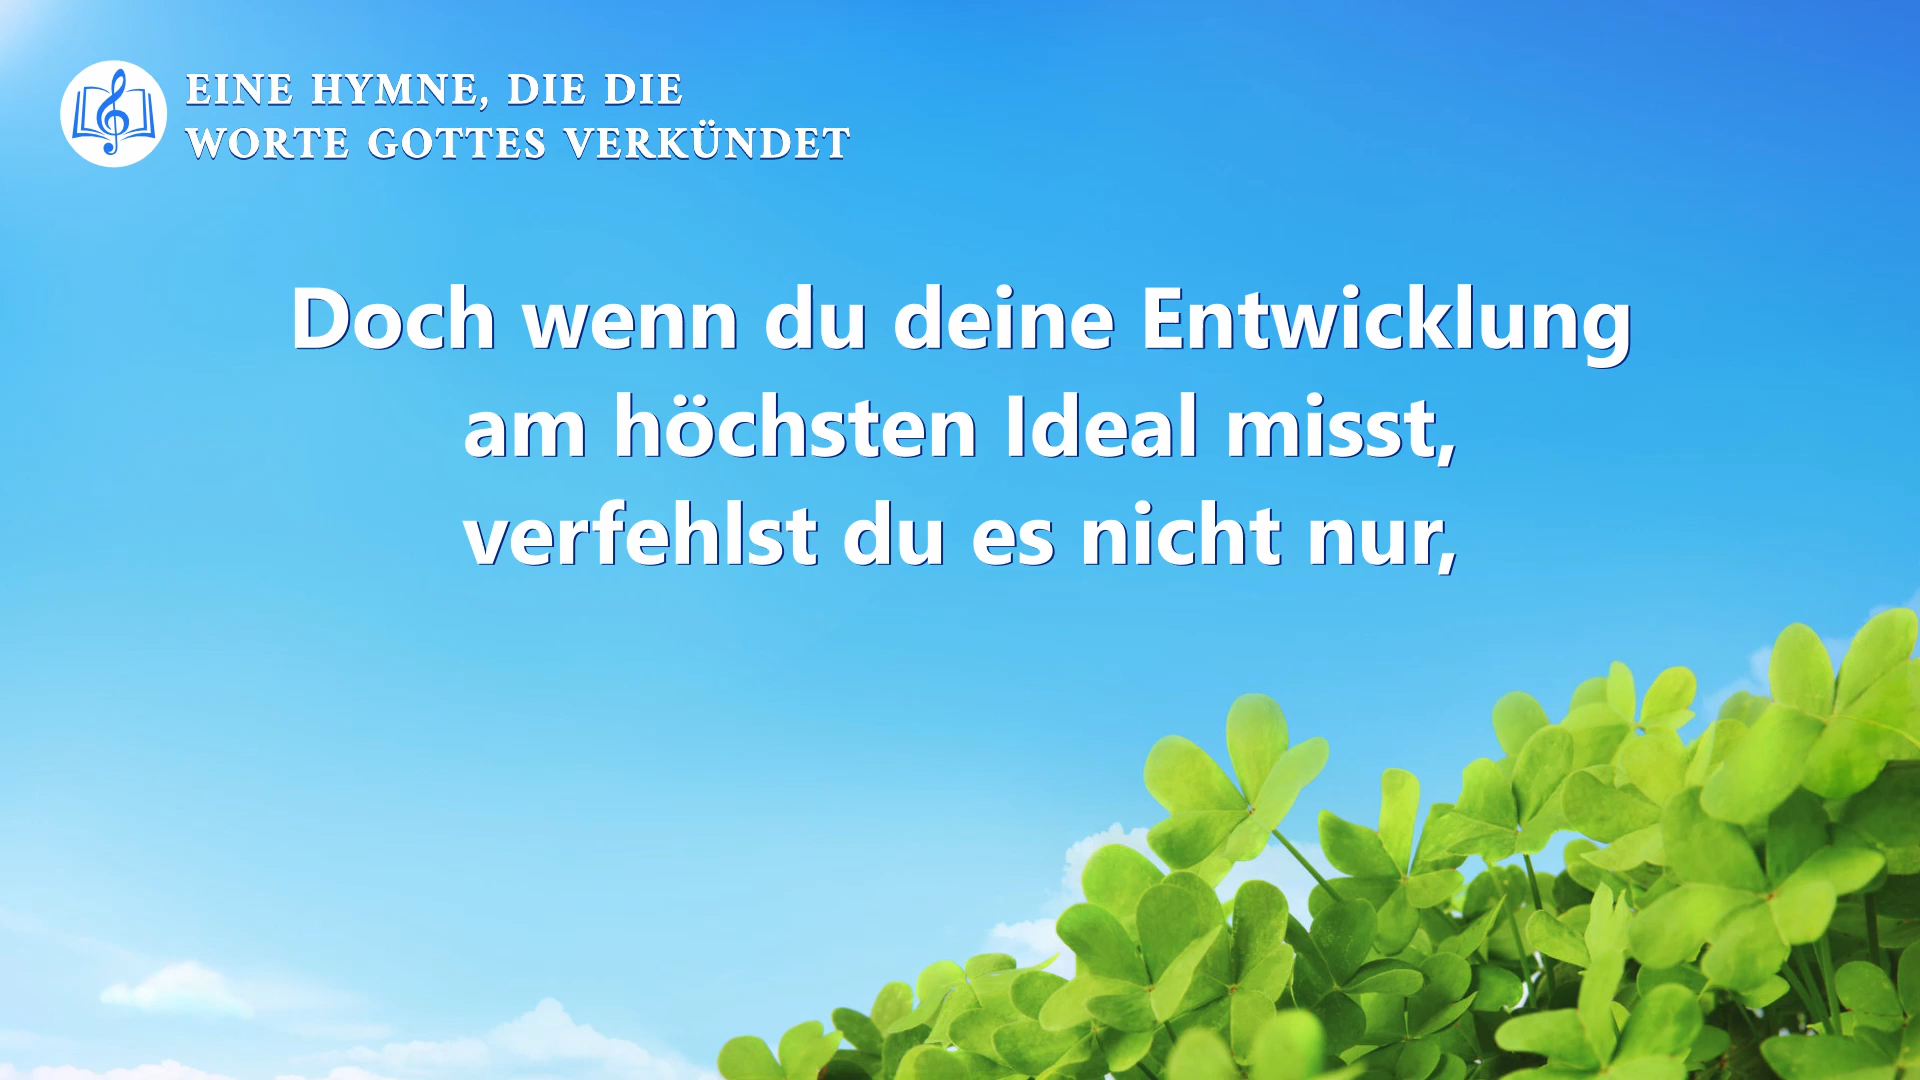 EINE HYMNE, DIE DIE
WORTE GOTTES VERKÜNDET
Doch wenn du deine Entwicklung
am höchsten Ideal misst,
verfehlst du es nicht nur,